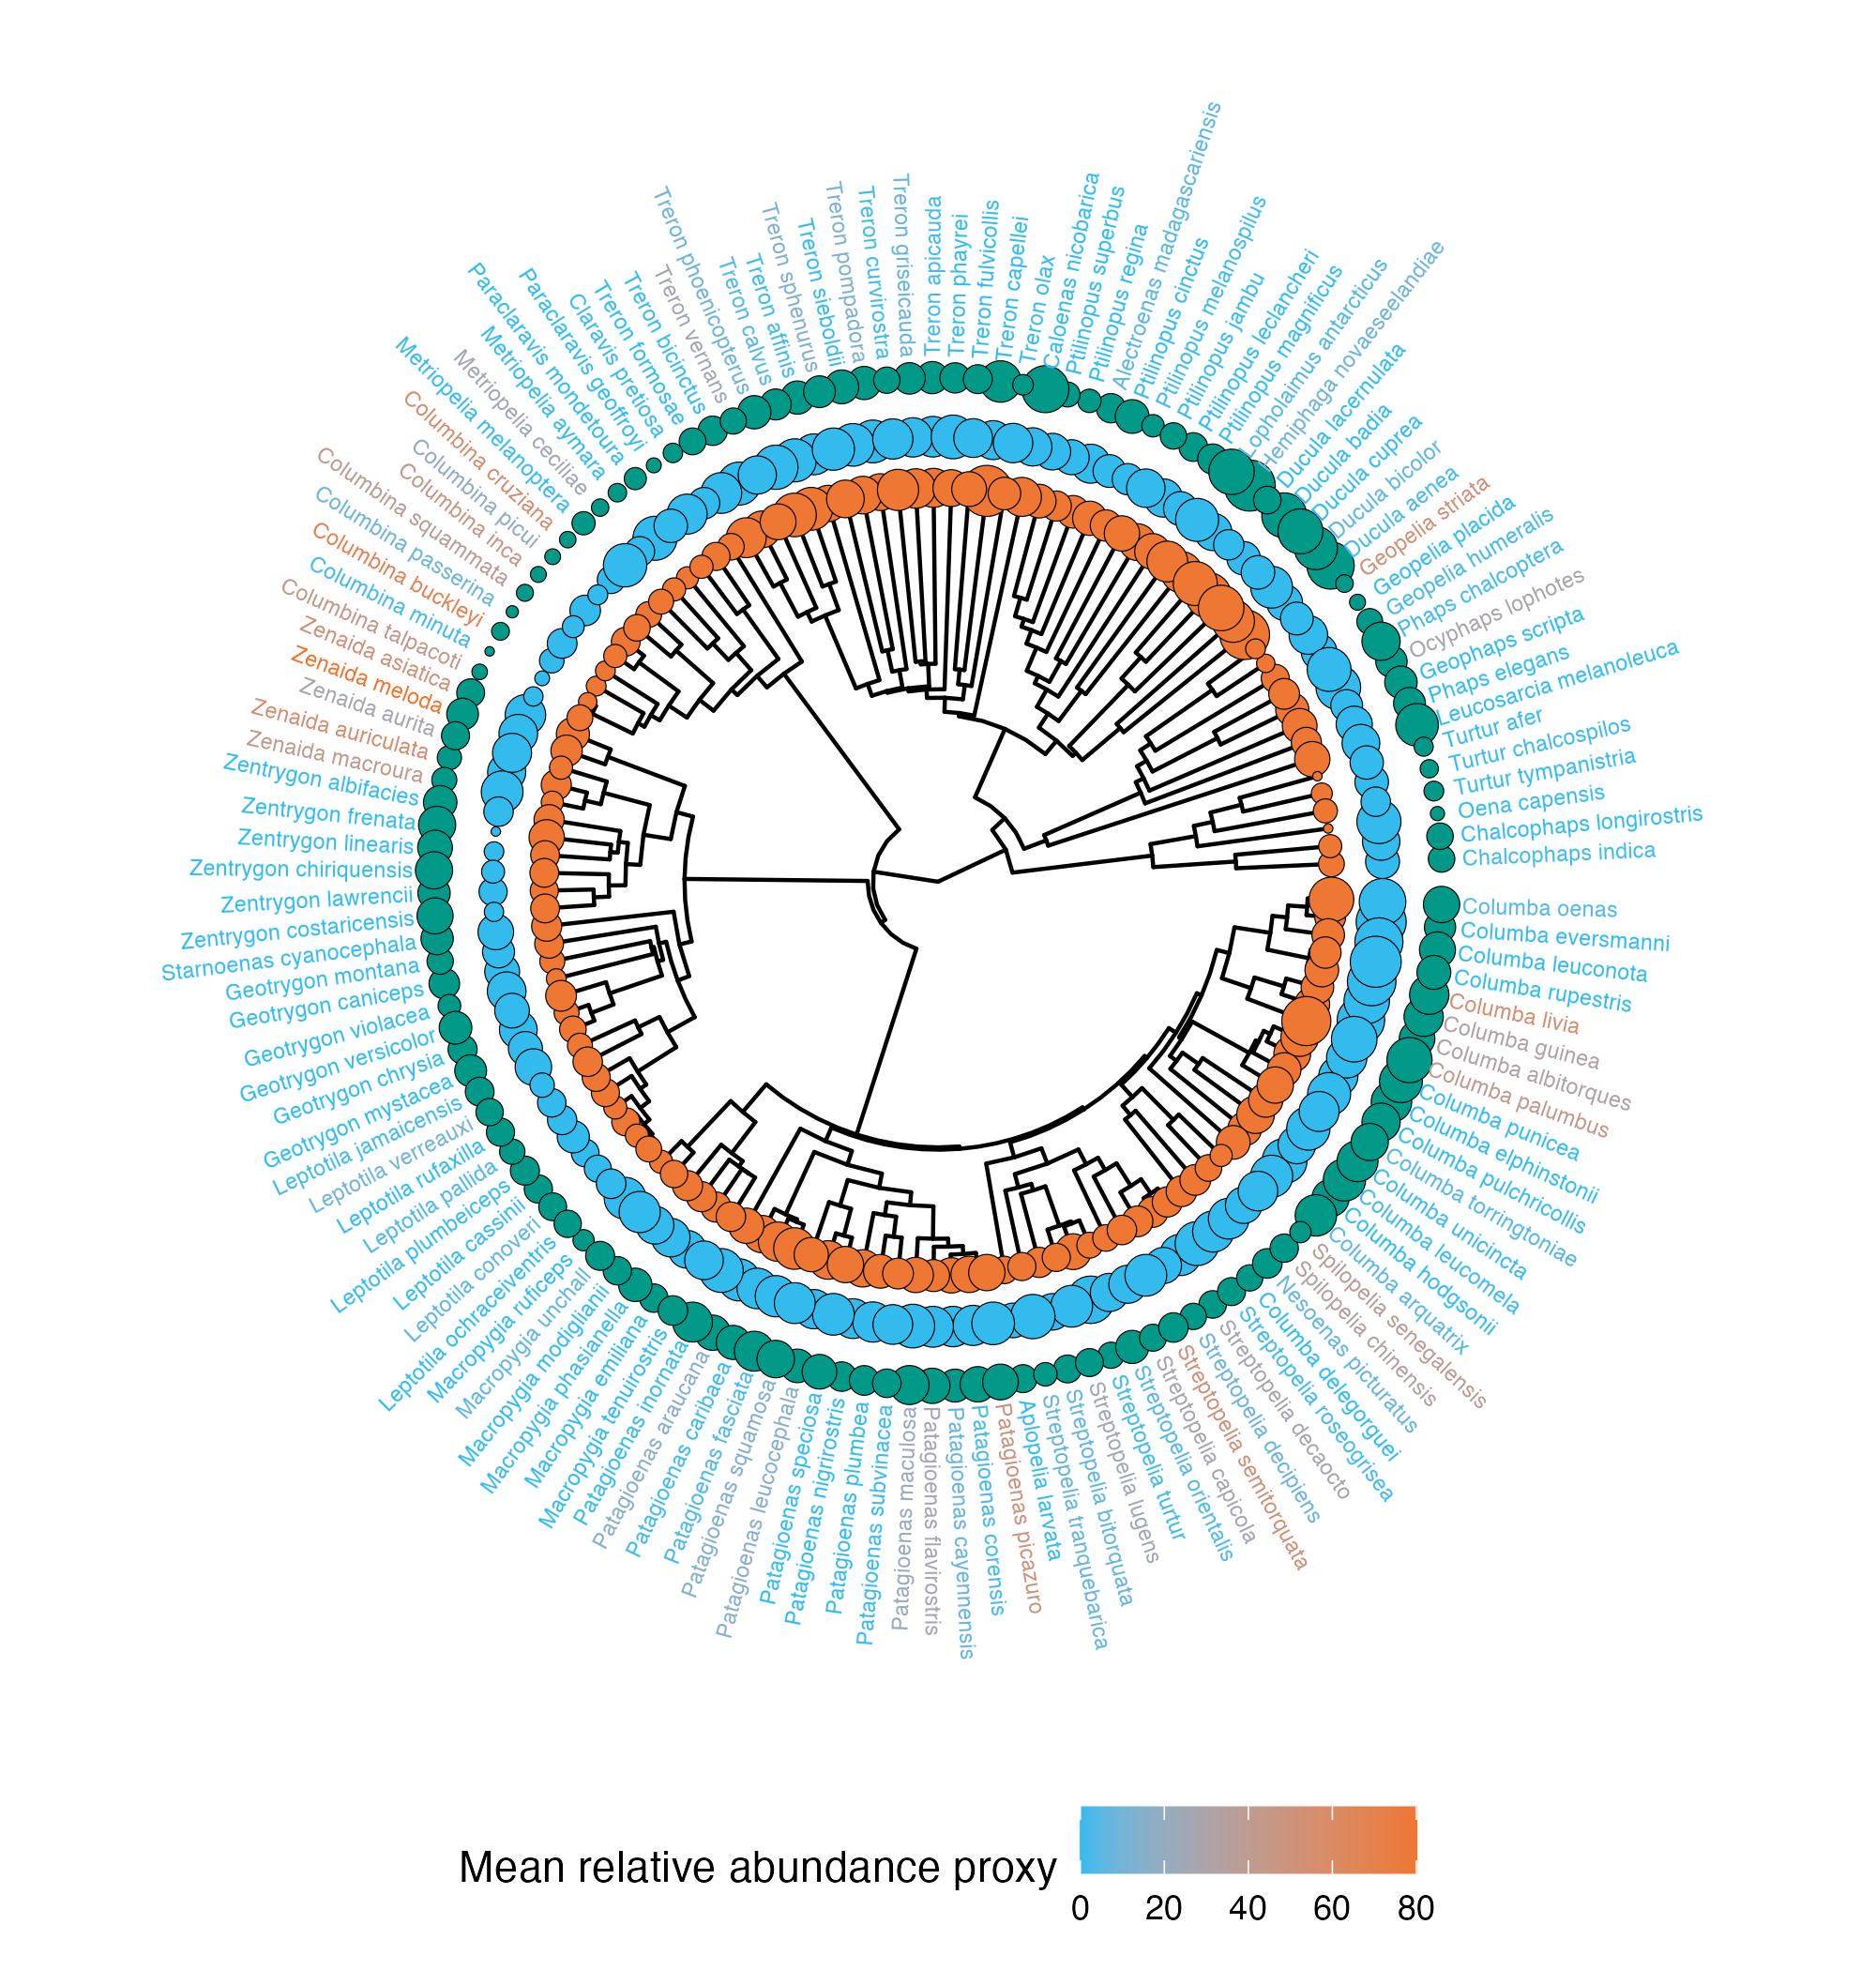 Alectroenas madagascariensis
Ptilinopus regina
Ptilinopus superbus
Caloenas nicobarica
Treron olax
Treron capellei
Treron fulvicollis
Treron phayrei
Treron apicauda
Treron griseicauda
Treron curvirostra
Treron pompadora
Treron sieboldii
Treron sphenurus
Treron affinis
Treron calvus
Treron phoenicopterus
Treron vernans
Treron bicinctus
Treron formosae
Claravis pretiosa
Paraclaravis geoffroyi
Paraclaravis mondetoura
Metriopelia aymara
Metriopelia ceciliae
Metriopelia melanoptera
Columbina cruziana
Columbina picui
Columbina inca
Columbina squammata
Columbina passerina
Columbina buckleyi
Columbina minuta
Columbina talpacoti
Zenaida asiatica
Zenaida meloda
Zenaida aurita
Zenaida auriculata
Zenaida macroura
Zentrygon albifacies
Zentrygon frenata
Zentrygon linearis
Zentrygon chiriquensis
Zentrygon lawrencii
Zentrygon costaricensis
Starnoenas cyanocephala
Geotrygon montana
Geotrygon caniceps
Geotrygon violacea
Geotrygon versicolor
Geotrygon chrysia
Geotrygon mystacea
Leptotila jamaicensis
Leptotila verreauxi
Leptotila rufaxilla
Leptotila pallida
Leptotila plumbeiceps
Leptotila cassinii
Leptotila conoveri
Leptotila ochraceiventris
Macropygia ruficeps
Macropygia unchall
Macropygia modiglianii
Macropygia phasianella
Macropygia emiliana
Macropygia tenuirostris
Patagioenas inornata
Patagioenas araucana
Patagioenas caribaea
Patagioenas fasciata
Patagioenas squamosa
Patagioenas leucocephala
Patagioenas speciosa
Patagioenas nigrirostris
Patagioenas plumbea
Patagioenas subvinacea
Patagioenas maculosa
Patagioenas flavirostris
Patagioenas cayennensis
Patagioenas corensis
Patagioenas picazuro
Aplopelia larvata
Streptopelia tranquebarica
Streptopelia bitorquata
Streptopelia lugens
Streptopelia turtur
Streptopelia orientalis
Streptopelia capicola
Streptopelia semitorquata
Streptopelia decipiens
Streptopelia decaocto
Streptopelia roseogrisea
Columba delegorguei
Nesoenas picturatus
Spilopelia chinensis
Spilopelia senegalensis
Columba arquatrix
Columba hodgsonii
Columba leucomela
Columba unicincta
Columba torringtoniae
Columba pulchricollis
Columba elphinstonii
Columba punicea
Columba palumbus
Columba albitorques
Columba guinea
Columba livia
Columba rupestris
Columba leuconota
Columba eversmanni
Columba oenas
Chalcophaps indica
Chalcophaps longirostris
Oena capensis
Turtur tympanistria
Turtur chalcospilos
Turtur afer
Leucosarcia melanoleuca
Phaps elegans
Geophaps scripta
Ocyphaps lophotes
Phaps chalcoptera
Geopelia humeralis
Geopelia placida
Geopelia striata
Ducula aenea
Ducula bicolor
Ducula cuprea
Ducula badia
Ducula lacernulata
Hemiphaga novaeseelandiae
Lopholaimus antarcticus
Ptilinopus magnificus
Ptilinopus leclancheri
Ptilinopus jambu
Ptilinopus melanospilus
Ptilinopus cinctus
Mean relative abundance proxy
0 20 40 60 80